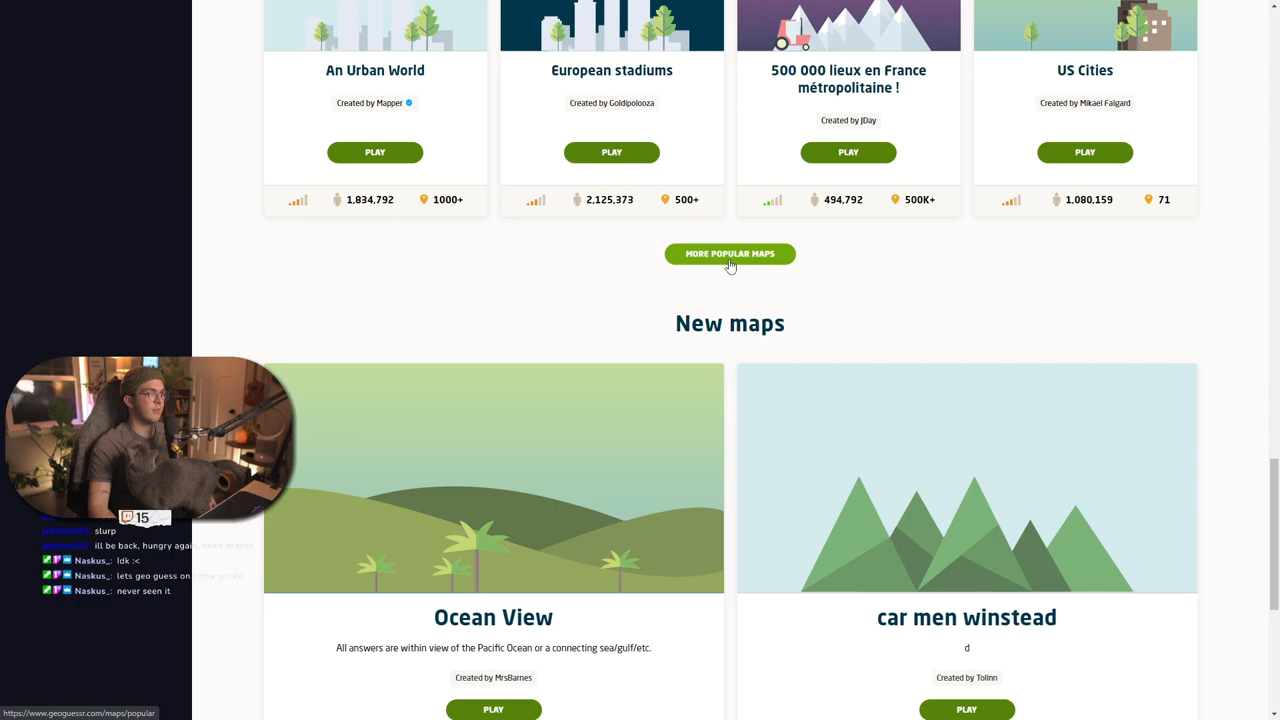 An Urban World
European stadiums
500 000 lieux en France
métropolitaine !
US Cities
Created by Mapper
Created by Goldipolooza
Created by JDay
Created by Mikael Falgard
PLAY
PLAY
PLAY
PLAY
1,834,792
1000+
2,125,373
500+
494,792
500K+
1,080,159
71
MORE POPULAR MAPS
New maps
15
slurp
ill be back, hungry again, need snacks
Naskus_: Idk :<
Naskus_: lets geo guess on some scrubs
Naskus_: never seen it
Ocean View
All answers are within view of the Pacific Ocean or a connecting sea/gulf/etc.
Created by MrsBarnes
PLAY
car men winstead
d
Created by Tolinn
PLAY
https://www.geoguessr.com/maps/popular